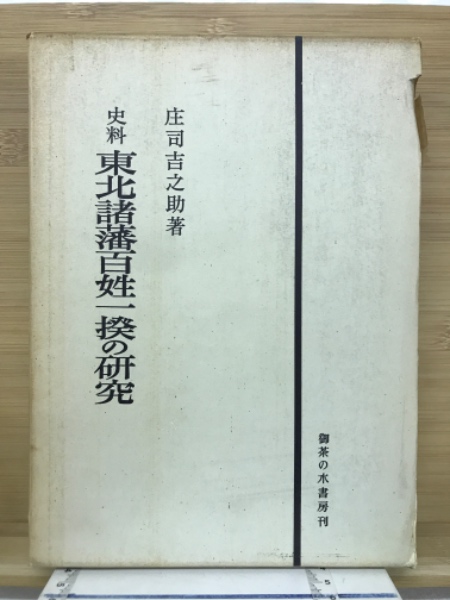 庄司吉之助著
史料 東北諸藩百姓一揆の研究
御茶の水書房刊